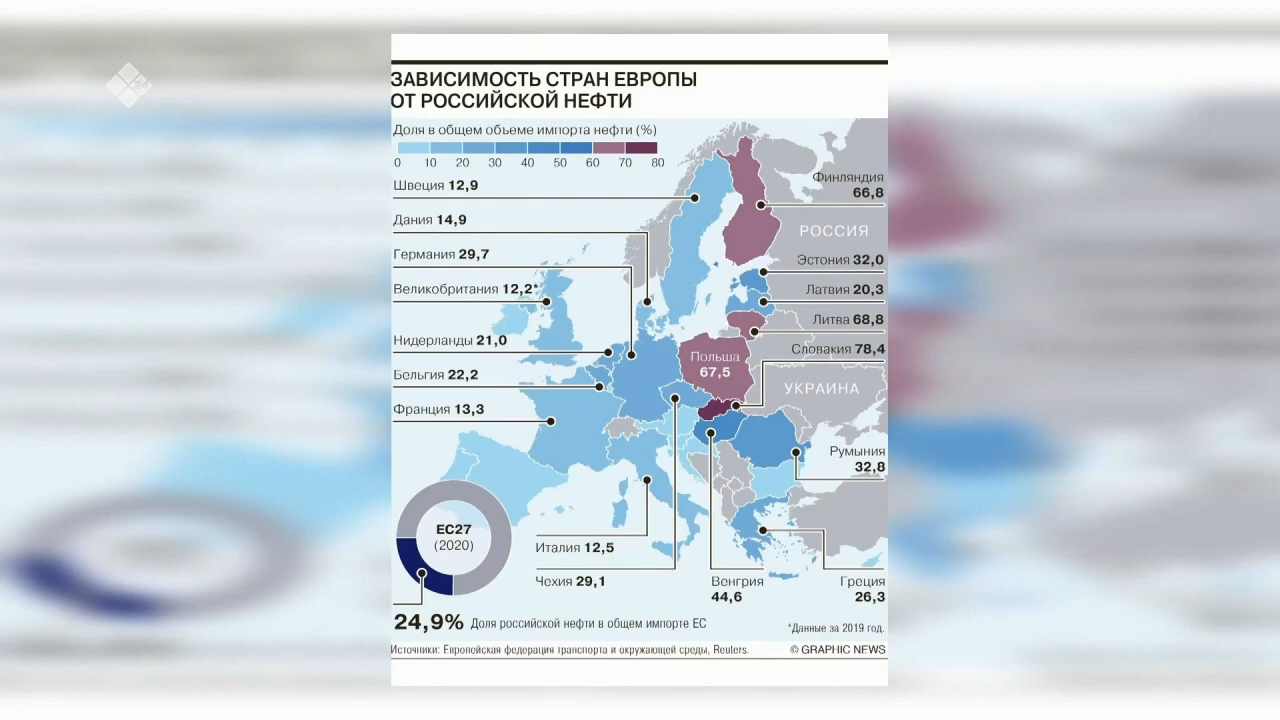 24
ЗАВИСИМОСТЬ СТРАН ЕВРОПЫ
ОТ РОССИЙСКОЙ НЕФТИ
Доля в общем объеме импорта нефти (%)
0 10 20 30 40 50 60 70 80
Швеция 12,9
Дания 14,9
Германия 29,7
Великобритания 12,2*
Нидерланды 21,0
Бельгия 22,2
Франция 13,3
Финляндия
66,8
РОССИЯ
Эстония 32,0
Латвия 20,3
Литва 68,8
Словакия 78,4
Польша
67,5
УКРАИНА
Румыния
32,8
ЕС27
(2020)
Италия 12,5
Чехия 29,1
Венгрия
44,6
Греция
26,3
24,9% Доля российской нефти в общем импорте ЕС
*Данные за 2019 год.
Источники: Европейская федерация транспорта и окружающей среды, Reuters.
© GRAPHIC NEWS